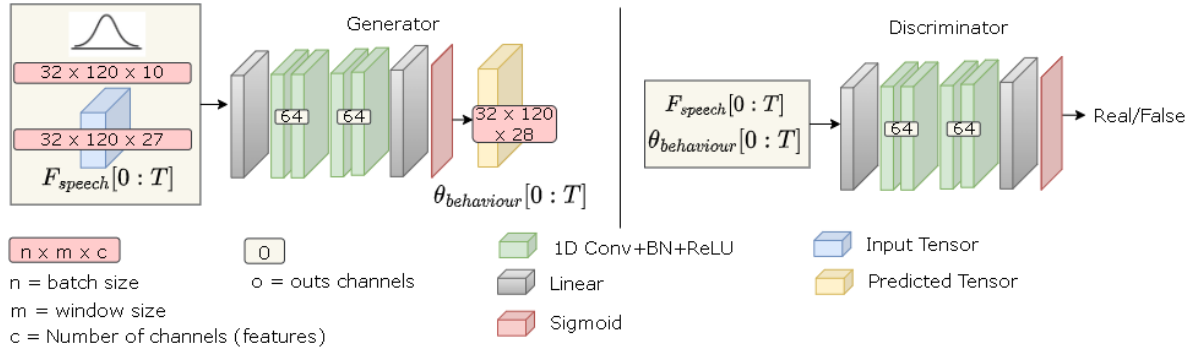 Generator
32 x 120 x 10
32 x 120 x 27
F_speech[0 : T]
64
64
32 x 120
x 28
θ_behaviour[0 : T]
Discriminator
F_speech[0 : T]
θ_behaviour[0 : T]
64
64
Real/False
n x m x c
n = batch size
m = window size
c = Number of channels (features)
0
o = outs channels
1D Conv+BN+ReLU
Linear
Sigmoid
Input Tensor
Predicted Tensor